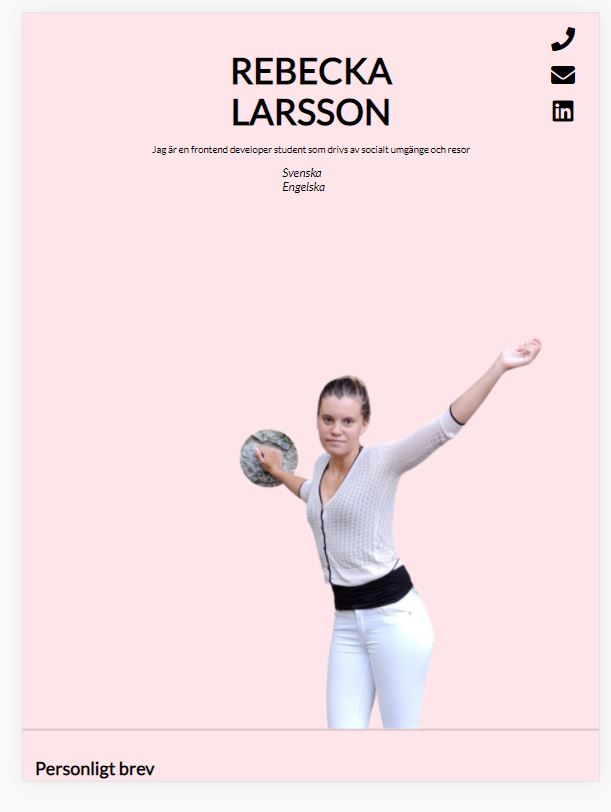 REBECKA
LARSSON
Jag är en frontend developer student som drivs av socialt umgänge och resor
Svenska
Engelska
in
Personligt brev